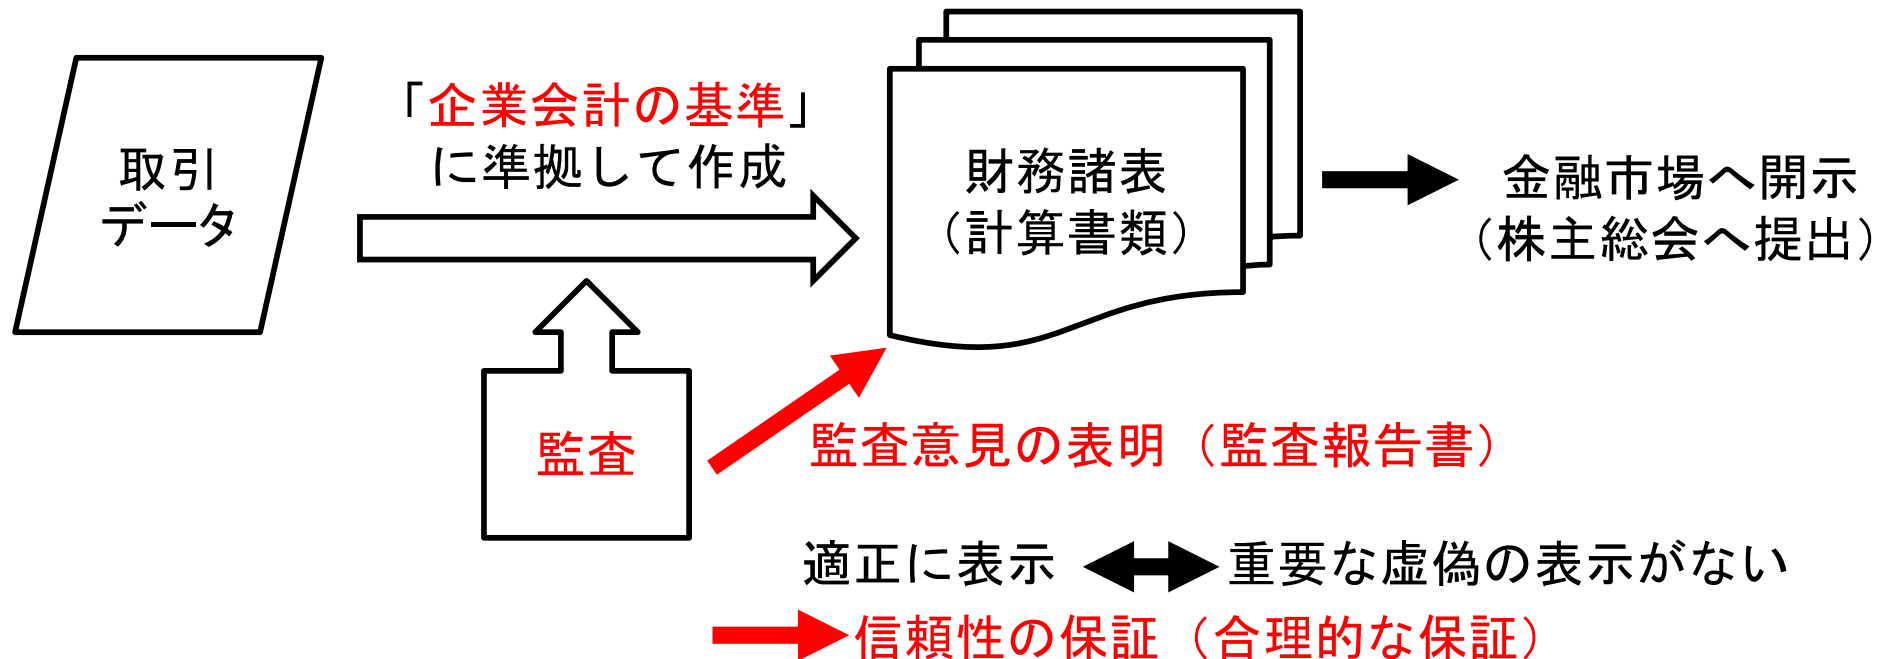 取引
データ
「企業会計の基準」
に準拠して作成
財務諸表
（計算書類）
金融市場へ開示
（株主総会へ提出）
監査
監査意見の表明（監査報告書）
適正に表示
重要な虚偽の表示がない
信頼性の保証（合理的な保証）